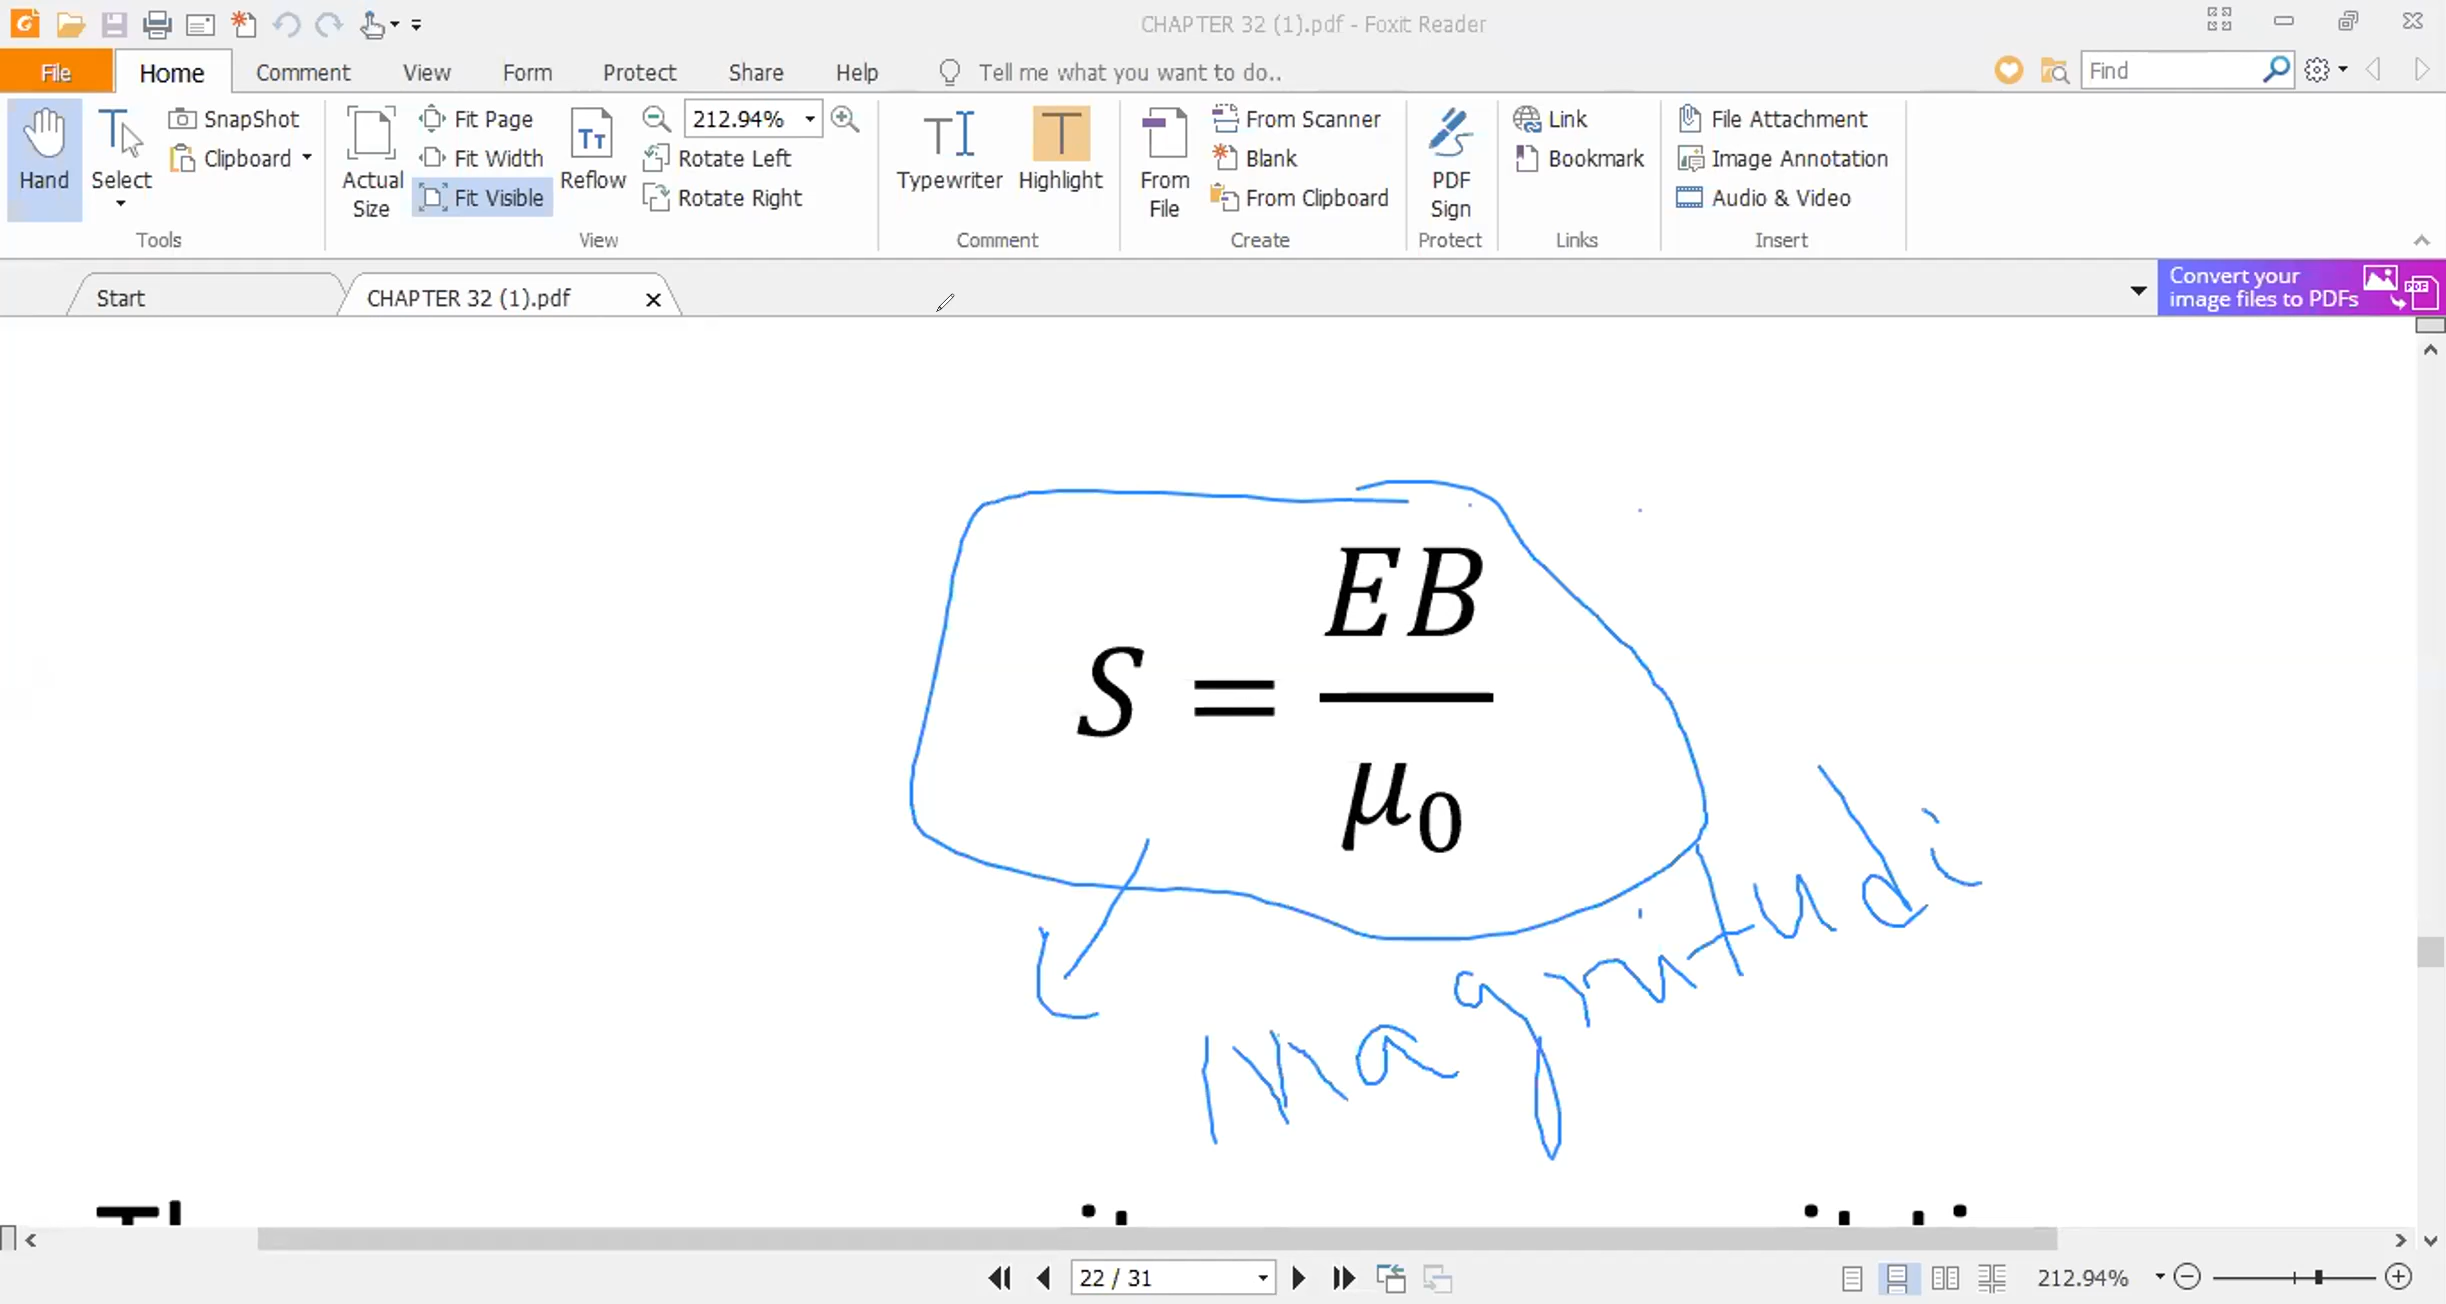 CHAPTER 32 (1).pdf - Foxit Reader
File Home Comment View Form Protect Share Help Tell me what you want to do.. Find
Hand
Select
SnapShot
Clipboard
Tools
Actual Size
Fit Page
Fit Width
Fit Visible
Reflow
212.94%
Rotate Left
Rotate Right
View
Typewriter
Highlight
Comment
From File
From Scanner
Blank
From Clipboard
Create
PDF Sign
Protect
Link
Bookmark
Links
File Attachment
Image Annotation
Audio & Video
Insert
Start
CHAPTER 32 (1).pdf
Convert your
image files to PDFs
PDF
S = EB / μ₀
magnitudi
22 / 31
212.94%